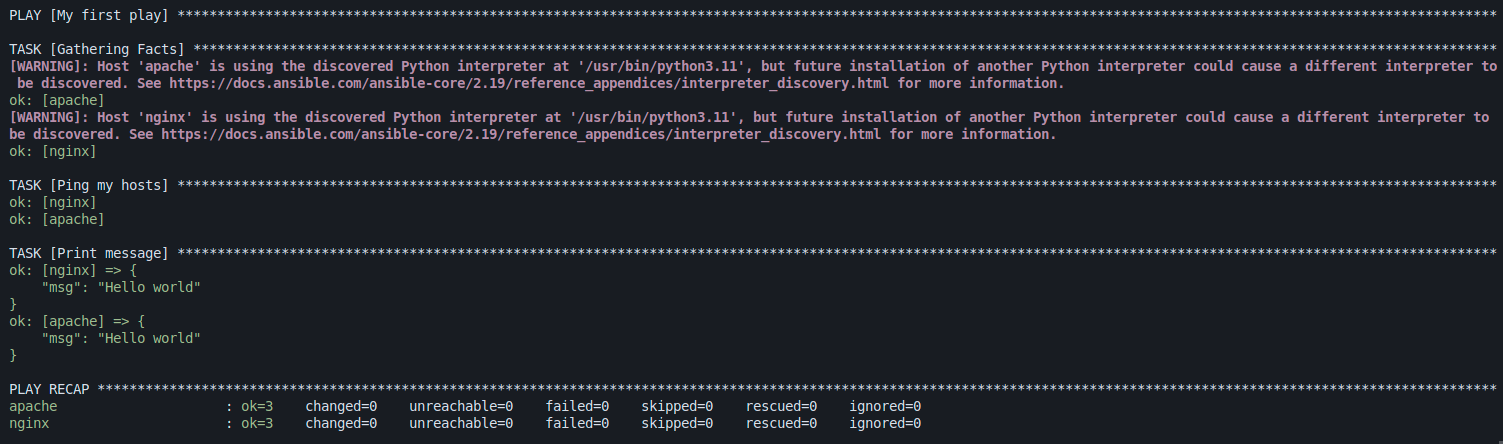 PLAY [My first play] *********************************************************************************************************************************************************************
TASK [Gathering Facts] *******************************************************************************************************************************************************************
[WARNING]: Host 'apache' is using the discovered Python interpreter at '/usr/bin/python3.11', but future installation of another Python interpreter could cause a different interpreter to
be discovered. See https://docs.ansible.com/ansible-core/2.19/reference_appendices/interpreter_discovery.html for more information.
ok: [apache]
[WARNING]: Host 'nginx' is using the discovered Python interpreter at '/usr/bin/python3.11', but future installation of another Python interpreter could cause a different interpreter to
be discovered. See https://docs.ansible.com/ansible-core/2.19/reference_appendices/interpreter_discovery.html for more information.
ok: [nginx]
TASK [Ping my hosts] *********************************************************************************************************************************************************************
ok: [nginx]
ok: [apache]
TASK [Print message] *********************************************************************************************************************************************************************
ok: [nginx] => {
    "msg": "Hello world"
}
ok: [apache] => {
    "msg": "Hello world"
}
PLAY RECAP *******************************************************************************************************************************************************************************
apache                     : ok=3    changed=0    unreachable=0    failed=0    skipped=0    rescued=0    ignored=0
nginx                      : ok=3    changed=0    unreachable=0    failed=0    skipped=0    rescued=0    ignored=0